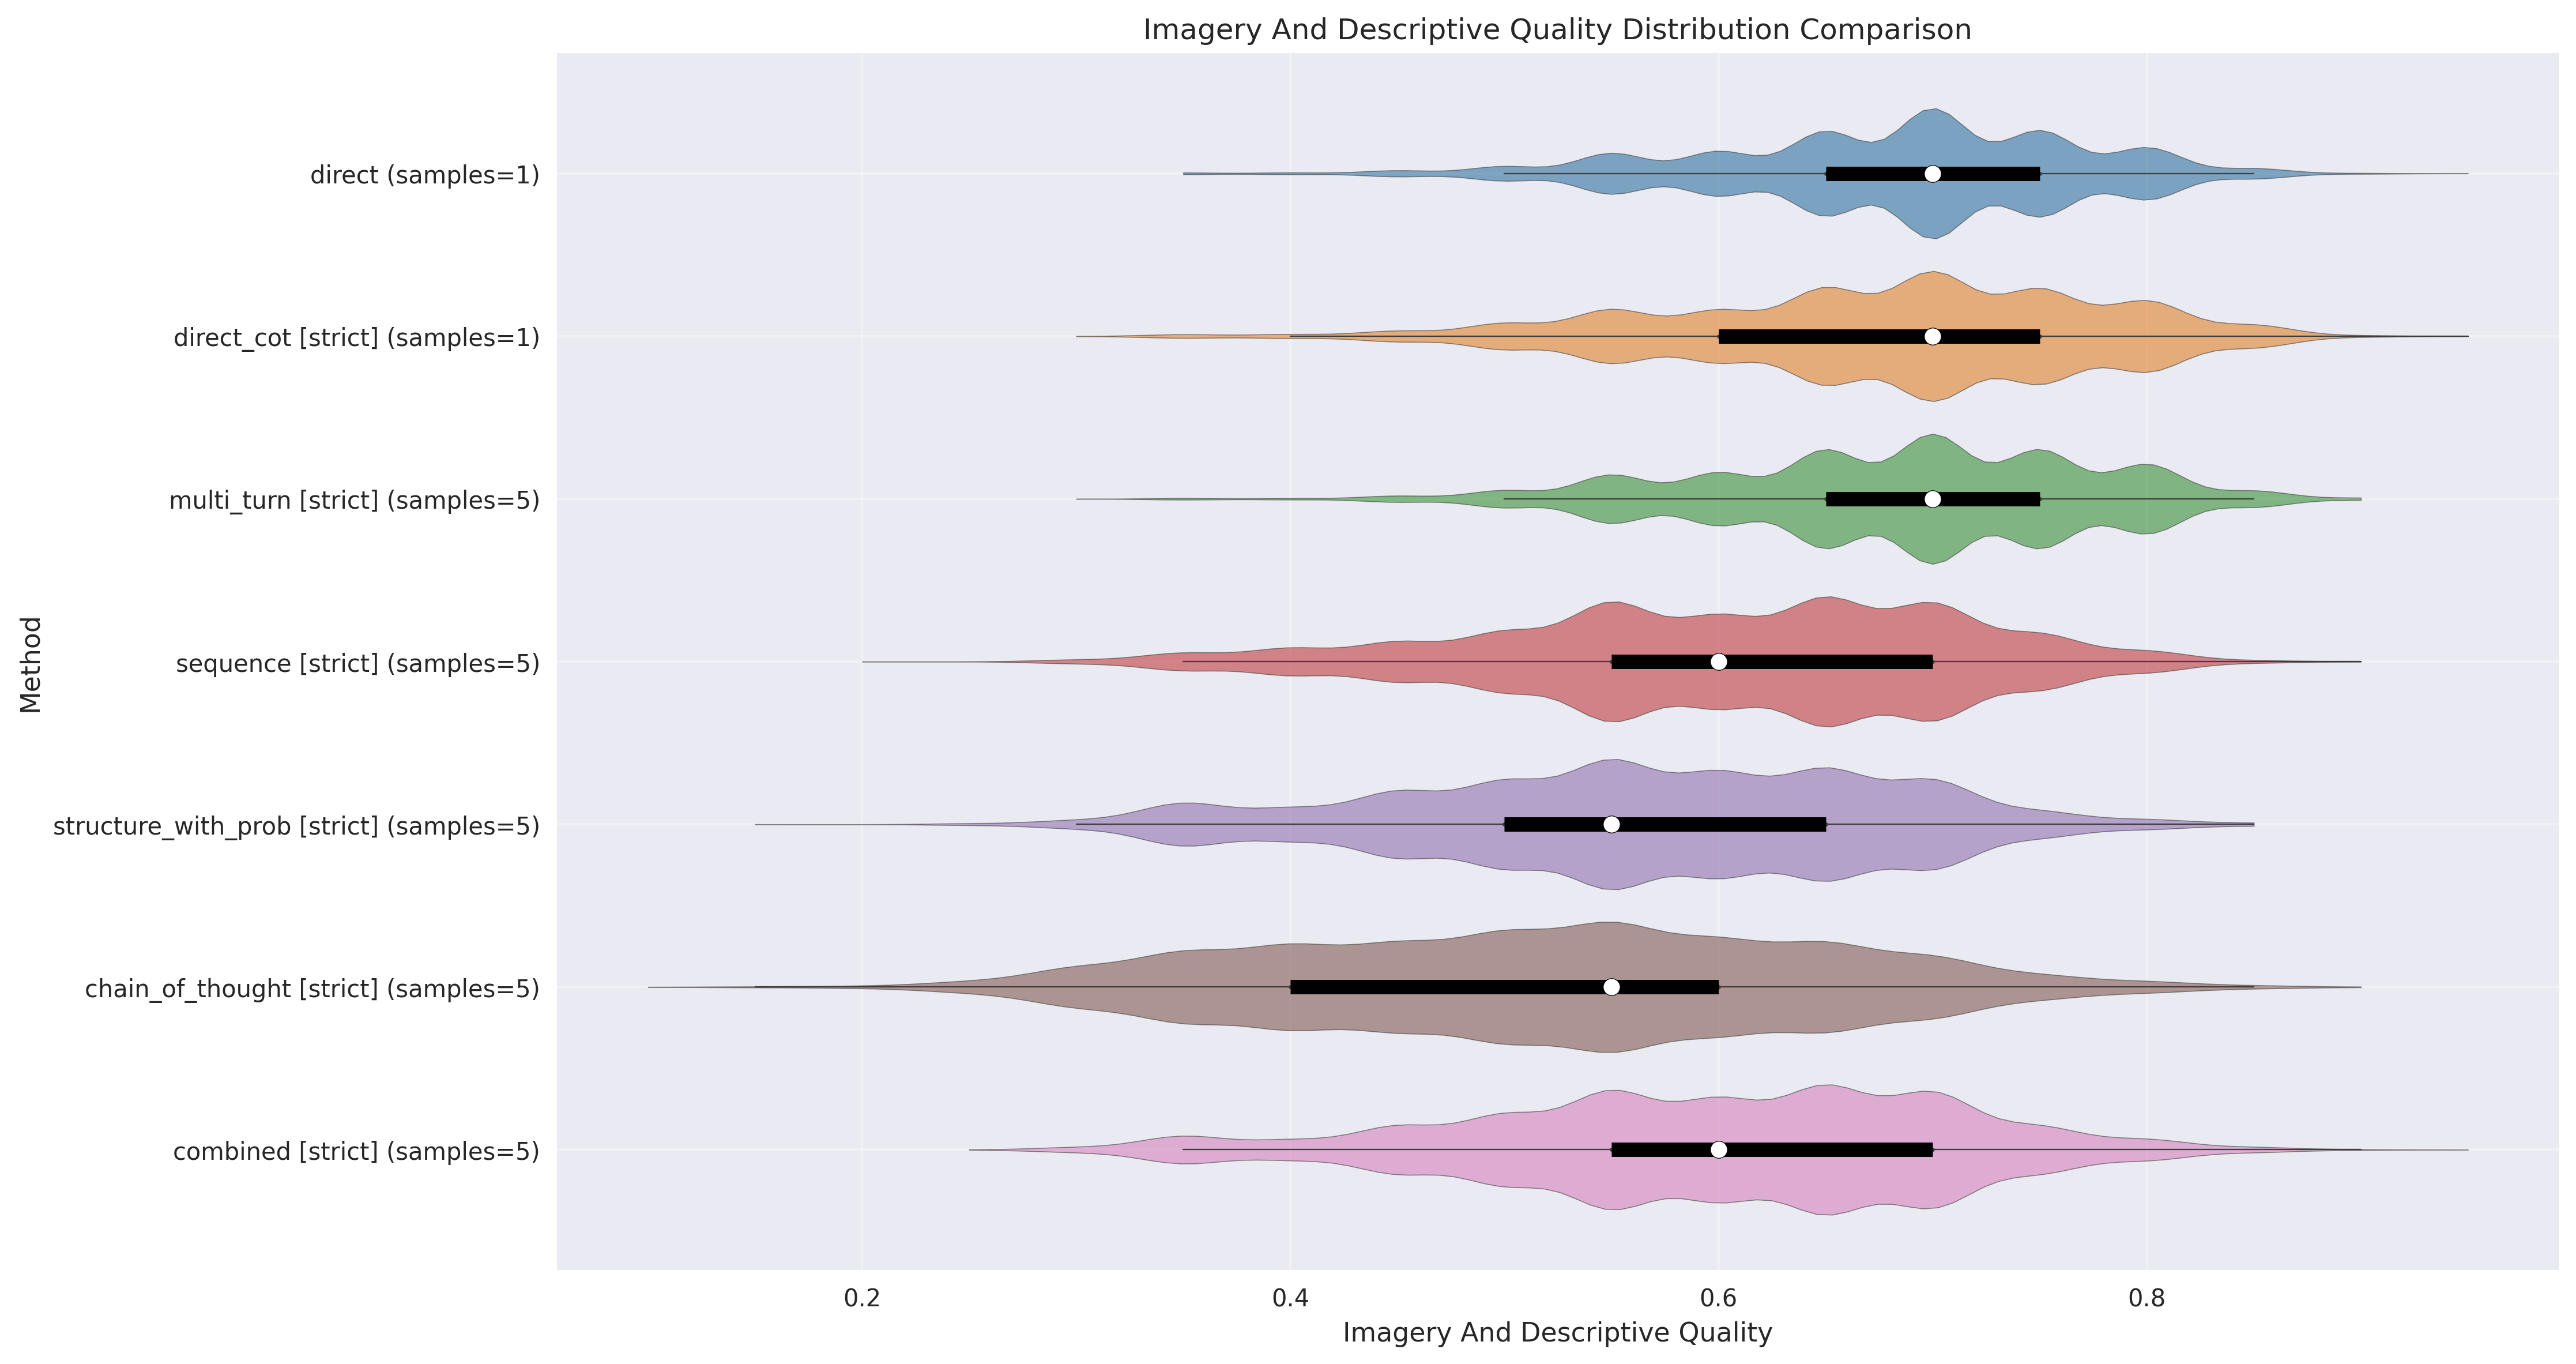 Imagery And Descriptive Quality Distribution Comparison
Method
direct (samples=1)
direct_cot [strict] (samples=1)
multi_turn [strict] (samples=5)
sequence [strict] (samples=5)
structure_with_prob [strict] (samples=5)
chain_of_thought [strict] (samples=5)
combined [strict] (samples=5)
0.2 0.4 0.6 0.8
Imagery And Descriptive Quality